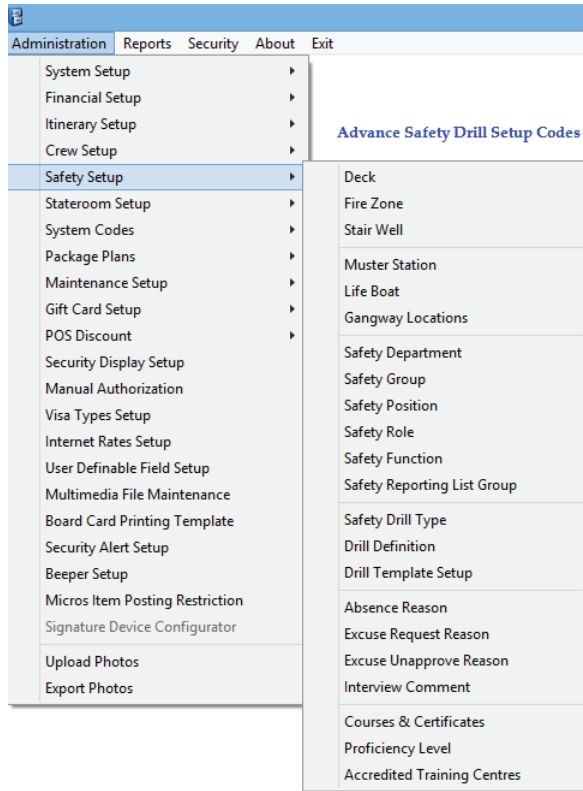 Administration Reports Security About Exit
System Setup
Financial Setup
Itinerary Setup
Crew Setup
Safety Setup
Stateroom Setup
System Codes
Package Plans
Maintenance Setup
Gift Card Setup
POS Discount
Security Display Setup
Manual Authorization
Visa Types Setup
Internet Rates Setup
User Definable Field Setup
Multimedia File Maintenance
Board Card Printing Template
Security Alert Setup
Beeper Setup
Micros Item Posting Restriction
Signature Device Configurator
Upload Photos
Export Photos
Advance Safety Drill Setup Codes
Deck
Fire Zone
Stair Well
Muster Station
Life Boat
Gangway Locations
Safety Department
Safety Group
Safety Position
Safety Role
Safety Function
Safety Reporting List Group
Safety Drill Type
Drill Definition
Drill Template Setup
Absence Reason
Excuse Request Reason
Excuse Unapprove Reason
Interview Comment
Courses & Certificates
Proficiency Level
Accredited Training Centres